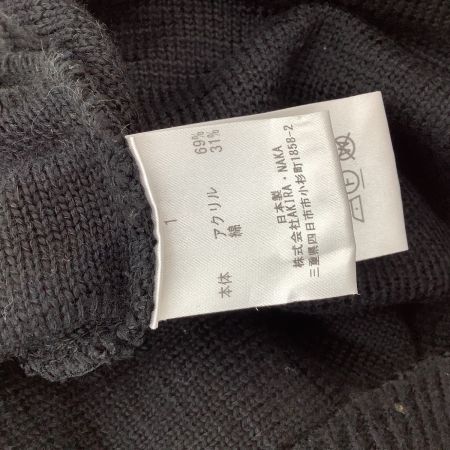 1
本体
アクリル 69%
綿 31%
日本製
株式会社AKIRA・NAKA
三重県四日市市小杉町1858-2